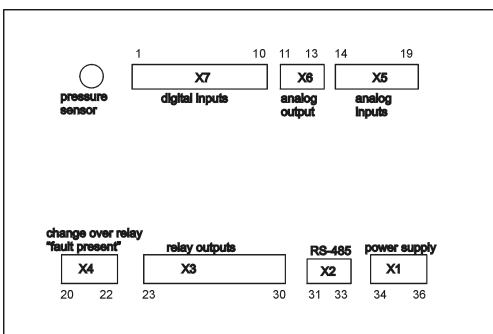 1 10 11 13 14 19
X7 X6 X5
pressure sensor
digital inputs
analog output
analog inputs
change over relay
"fault present"
relay outputs
RS-485
power supply
X4 X3 X2 X1
20 22 23 30 31 33 34 36